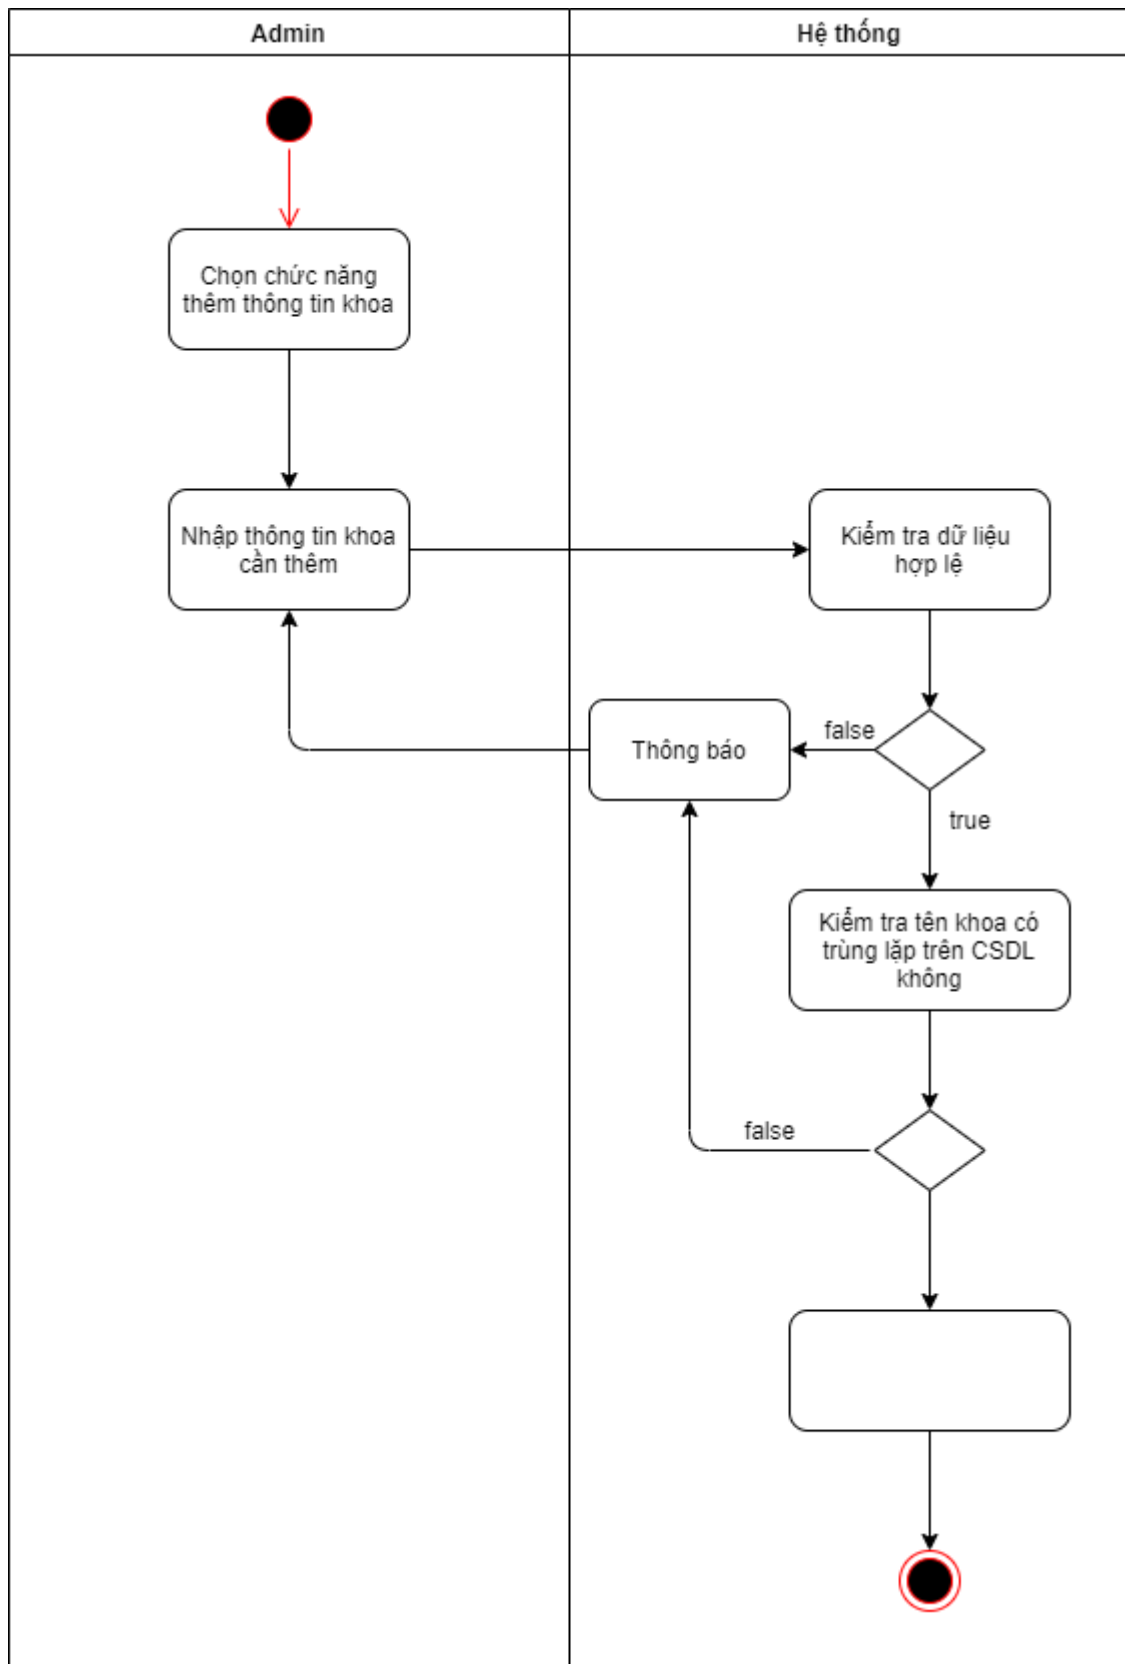 Admin
Hệ thống
Chọn chức năng
thêm thông tin khoa
Nhập thông tin khoa
cần thêm
Kiểm tra dữ liệu
hợp lệ
false
Thông báo
true
Kiểm tra tên khoa có
trùng lặp trên CSDL
không
false